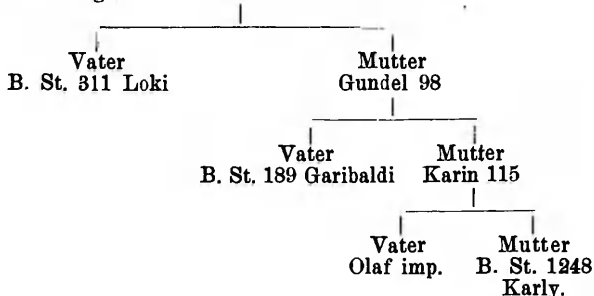 Vater Mutter
B. St. 311 Loki Gundel 98
Vater Mutter
B. St. 189 Garibaldi Karin 115
Vater Mutter
Olaf imp. B. St. 1248
Karly.